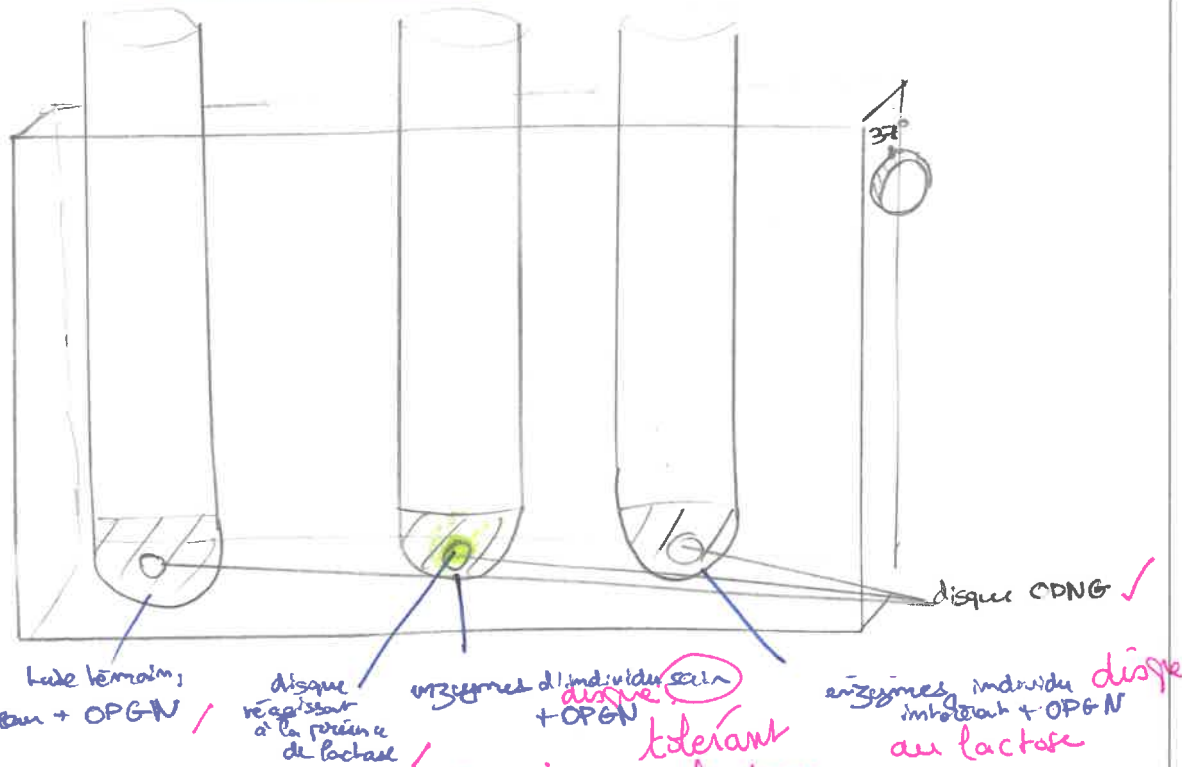 37°
disque ODNG
tube témoin,
eau + OPGN
disque
réagissant
à la présence
de lactase
enzymes d'individu sain
disque
+ OPGN
tolérant
enzymes individu disque
intolérant + OPGN
au lactose